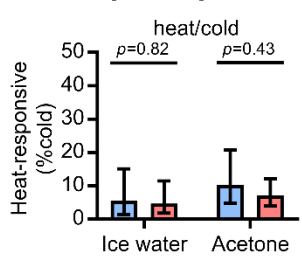 heat/cold
p=0.82 p=0.43
Heat-responsive
(%cold)
50
40
30
20
10
0
Ice water Acetone